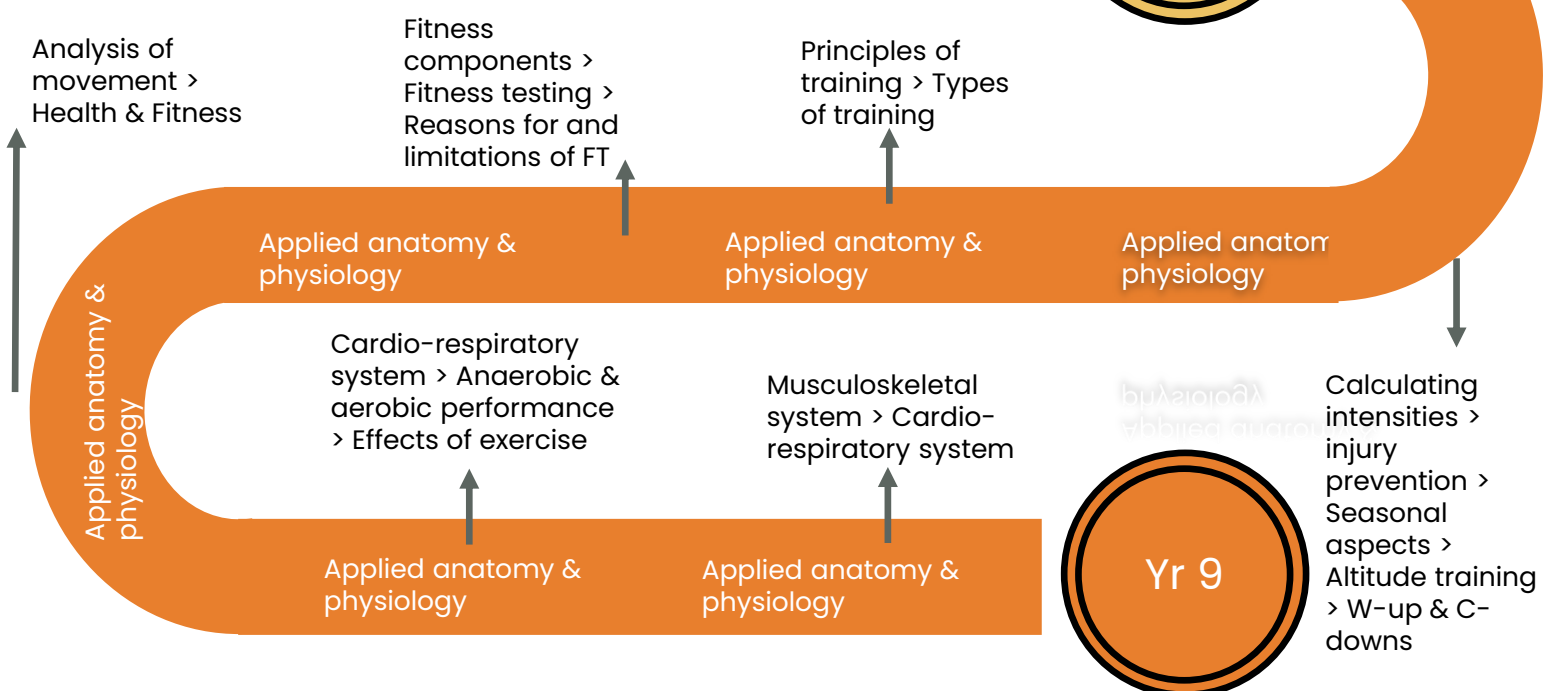 Analysis of
movement >
Health & Fitness
Fitness
components >
Fitness testing >
Reasons for and
limitations of FT
Principles of
training > Types
of training
Applied anatomy &
physiology
Applied anatomy &
physiology
Applied anatom
physiology
Applied anatomy &
physiology
Cardio-respiratory
system > Anaerobic &
aerobic performance
> Effects of exercise
Musculoskeletal
system > Cardio-
respiratory system
Calculating
intensities >
injury
prevention >
Seasonal
aspects >
Altitude training
> W-up & C-
downs
Applied anatomy &
physiology
Applied anatomy &
physiology
Yr 9